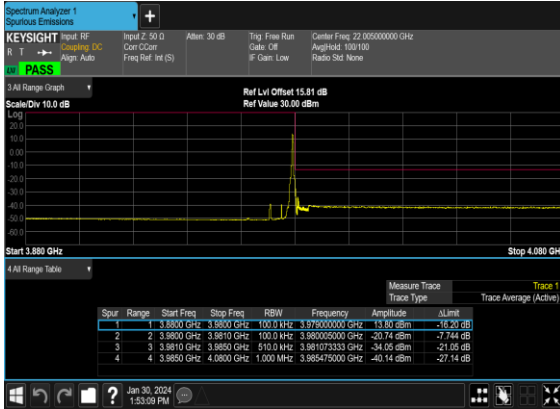 Spectrum Analyzer 1
Spurious Emissions
+
KEYSIGHT Input: RF Input Z: 50 Ω Atten: 30 dB Trig: Free Run Center Freq: 22.005000000 GHz
R T Coupling: DC Corr CCorr Gate: Off Avg|Hold: 100/100
Align: Auto Freq Ref: Int (S) IF Gain: Low Radio Std: None
PASS
3 All Range Graph
Ref Lvl Offset 15.81 dB
Scale/Div 10.0 dB Ref Value 30.00 dBm
Log
20.0
10.0
0.00
-10.0
-20.0
-30.0
-40.0
-50.0
-60.0
Start 3.880 GHz Stop 4.080 GH
4 All Range Table
Measure Trace Trace 1
Trace Type Trace Average (Active)
Spur Range Start Freq Stop Freq RBW Frequency Amplitude ΔLimit
1 1 3.8800 GHz 3.9800 GHz 100.0 kHz 3.979000000 GHz 13.80 dBm -16.20 dB
2 2 3.9800 GHz 3.9810 GHz 100.0 kHz 3.980005000 GHz -20.74 dBm -7.744 dB
3 3 3.9810 GHz 3.9850 GHz 510.0 kHz 3.981073333 GHz -34.05 dBm -21.05 dB
4 4 3.9850 GHz 4.0800 GHz 1.000 MHz 3.985475000 GHz -40.14 dBm -27.14 dB
? Jan 30, 2024
1:53:09 PM